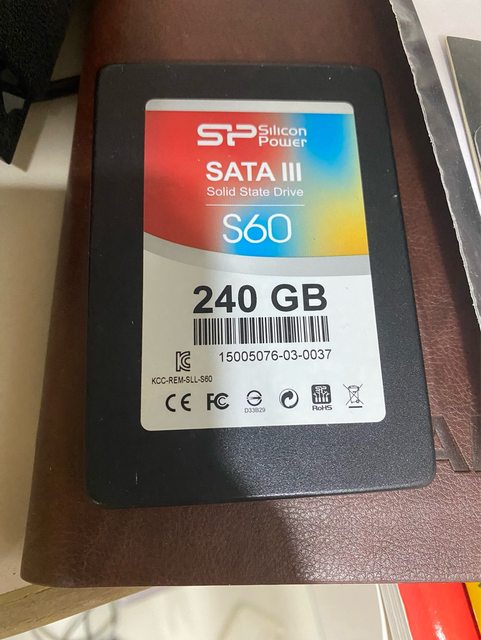 SP Silicon Power
SATA III
Solid State Drive
S60
240 GB
15005076-03-0037
KCC-REM-SLL-S60
CE FC D33B29 SP RoHS